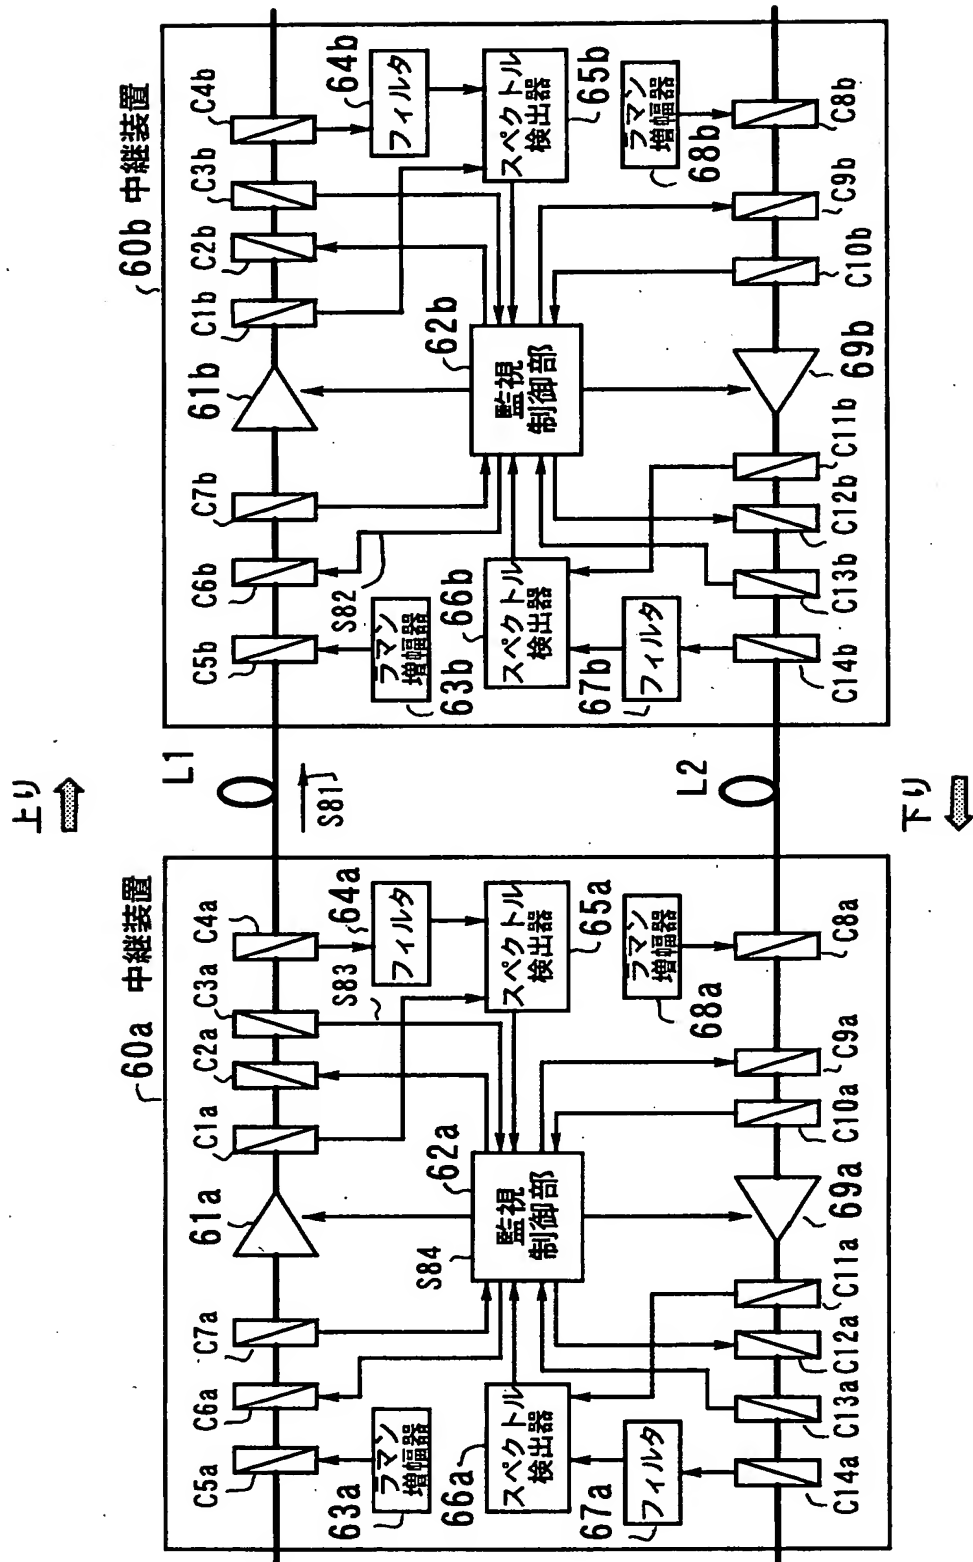 上り
下り
60a 中継装置
C5a
C6a
C7a
61a
C1a
C2a
C3a
C4a
63a
ラマン
増幅器
S84
62a
監視
制御部
S83
64a
フィルタ
65a
スペクトル
検出器
66a
スペクトル
検出器
67a
フィルタ
68a
ラマン
増幅器
C14a
C13a
C12a
C11a
69a
C10a
C9a
C8a
L1
S81
L2
60b 中継装置
C5b
C6b
C7b
61b
C1b
C2b
C3b
C4b
S82
63b
ラマン
増幅器
62b
監視
制御部
64b
フィルタ
65b
スペクトル
検出器
66b
スペクトル
検出器
67b
フィルタ
68b
ラマン
増幅器
C14b
C13b
C12b
C11b
69b
C10b
C9b
C8b